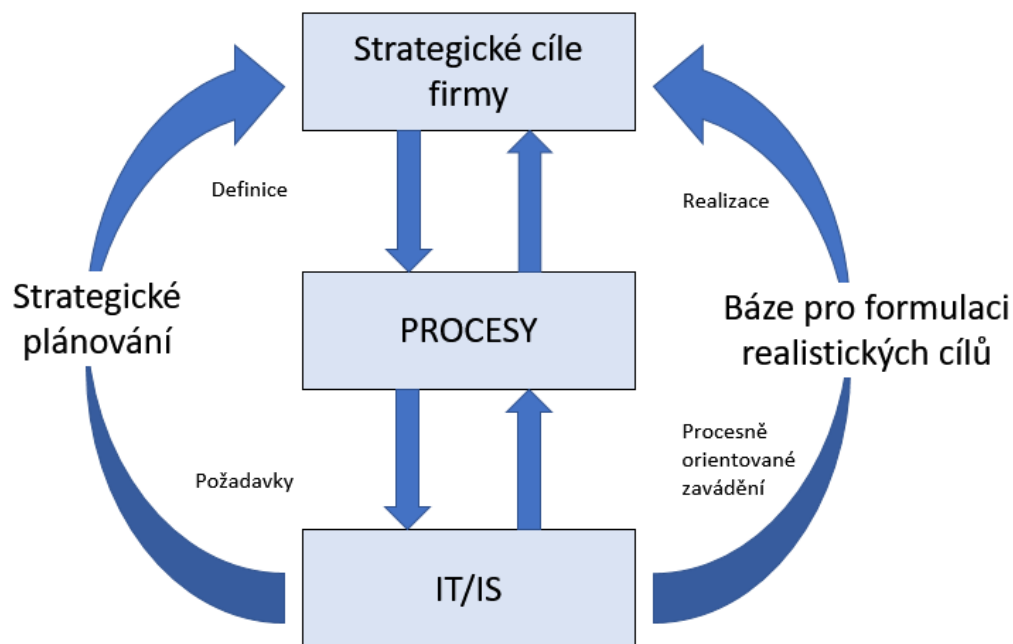 Strategické cíle
firmy
Definice
Realizace
Strategické
plánování
PROCESY
Báze pro formulaci
realistických cílů
Požadavky
Procesně
orientované
zavádění
IT/IS